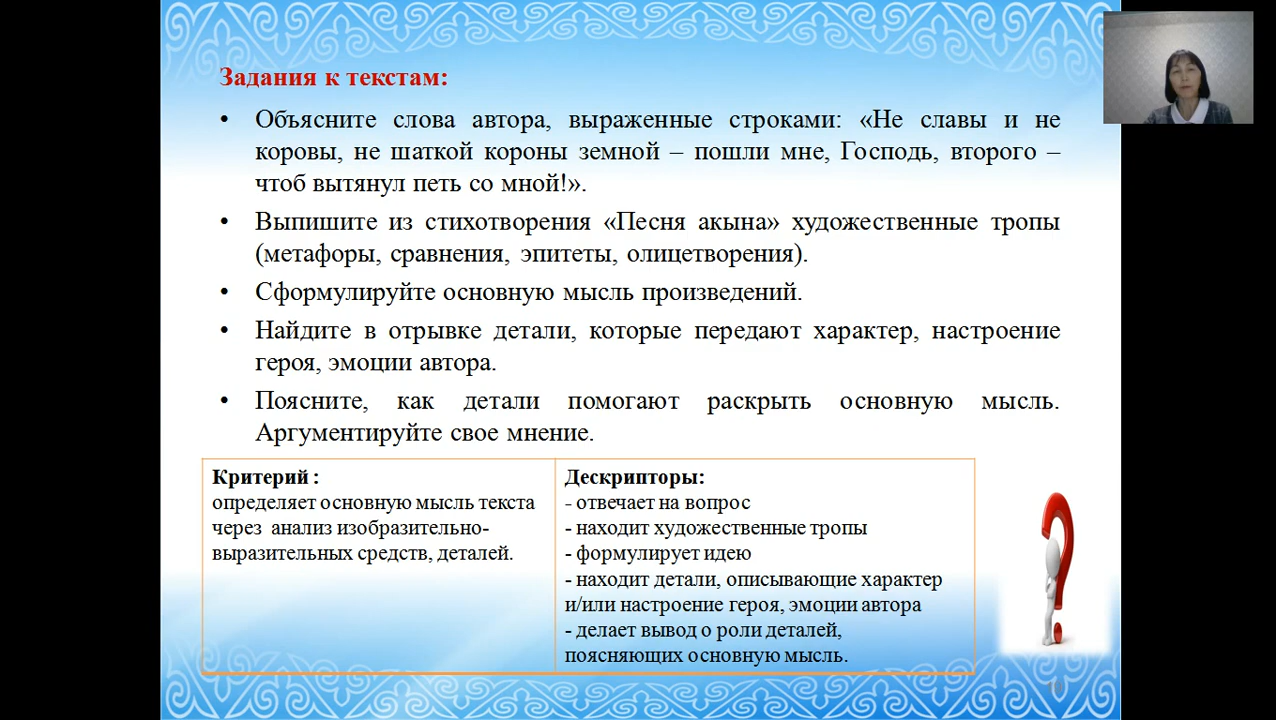 Задания к текстам:
• Объясните слова автора, выраженные строками: «Не славы и не
коровы, не шаткой короны земной – пошли мне, Господь, второго –
чтоб вытянул петь со мной!».
• Выпишите из стихотворения «Песня акына» художественные тропы
(метафоры, сравнения, эпитеты, олицетворения).
• Сформулируйте основную мысль произведений.
• Найдите в отрывке детали, которые передают характер, настроение
героя, эмоции автора.
• Поясните, как детали помогают раскрыть основную мысль.
Аргументируйте свое мнение.
Критерий :
определяет основную мысль текста
через анализ изобразительно-
выразительных средств, деталей.
Дескрипторы:
- отвечает на вопрос
- находит художественные тропы
- формулирует идею
- находит детали, описывающие характер
и/или настроение героя, эмоции автора
- делает вывод о роли деталей,
поясняющих основную мысль.